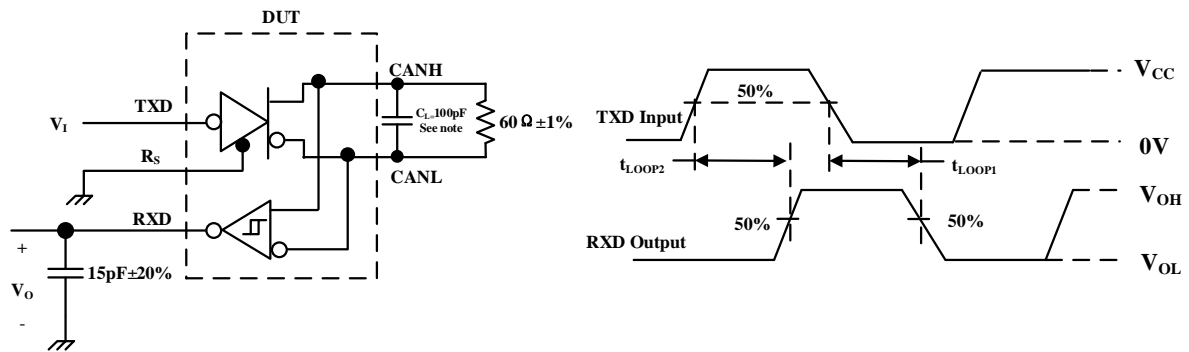 DUT
CANH
TXD
V_I
C_L=100pF
See note
60 Ω ±1%
R_S
CANL
RXD
+
15pF±20%
V_O
-
50%
V_CC
TXD Input
0V
t_LOOP2
t_LOOP1
V_OH
50%
50%
RXD Output
V_OL